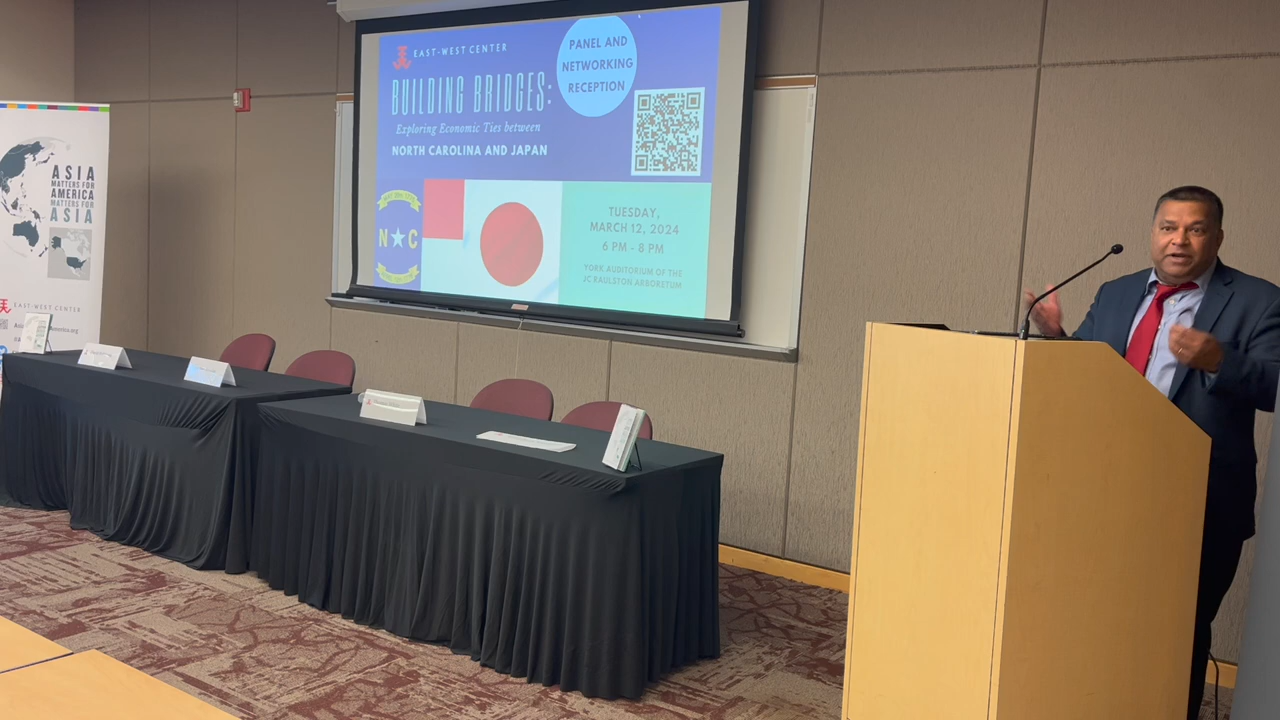 EAST-WEST CENTER
BUILDING BRIDGES:
Exploring Economic Ties between
NORTH CAROLINA AND JAPAN
PANEL AND
NETWORKING
RECEPTION
N C
TUESDAY,
MARCH 12, 2024
6 PM - 8 PM
YORK AUDITORIUM OF THE
JC RAULSTON ARBORETUM
ASIA
MATTERS FOR
AMERICA
MATTERS FOR
ASIA
EAST-WEST CENTER